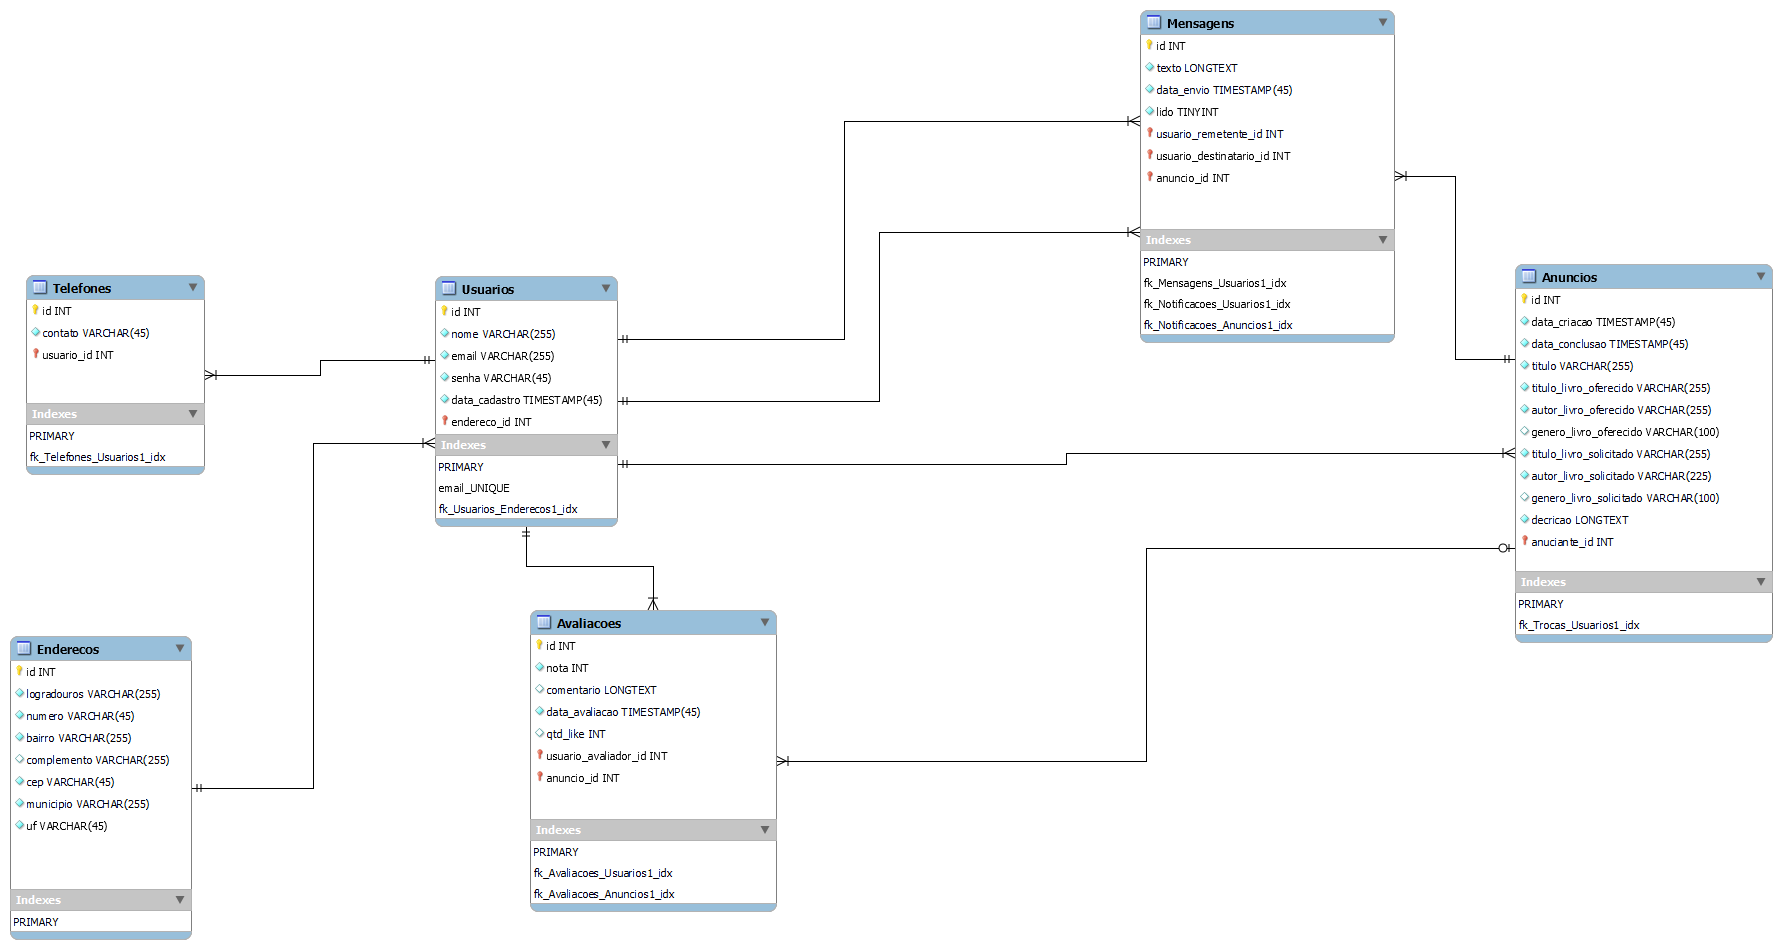 Mensagens
id INT
texto LONGTEXT
data_envio TIMESTAMP(45)
lido TINYINT
usuario_remetente_id INT
usuario_destinatario_id INT
anuncio_id INT
Indexes
PRIMARY
fk_Mensagens_Usuarios1_idx
fk_Notificacoes_Usuarios1_idx
fk_Notificacoes_Anuncios1_idx
Telefones
id INT
contato VARCHAR(45)
usuario_id INT
Indexes
PRIMARY
fk_Telefones_Usuarios1_idx
Usuarios
id INT
nome VARCHAR(255)
email VARCHAR(255)
senha VARCHAR(45)
data_cadastro TIMESTAMP(45)
endereco_id INT
Indexes
PRIMARY
email_UNIQUE
fk_Usuarios_Enderecos1_idx
Anuncios
id INT
data_criacao TIMESTAMP(45)
data_conclusao TIMESTAMP(45)
titulo VARCHAR(255)
titulo_livro_oferecido VARCHAR(255)
autor_livro_oferecido VARCHAR(255)
genero_livro_oferecido VARCHAR(100)
titulo_livro_solicitado VARCHAR(255)
autor_livro_solicitado VARCHAR(225)
genero_livro_solicitado VARCHAR(100)
decricao LONGTEXT
anuciante_id INT
Indexes
PRIMARY
fk_Trocas_Usuarios1_idx
Enderecos
id INT
logradouros VARCHAR(255)
numero VARCHAR(45)
bairro VARCHAR(255)
complemento VARCHAR(255)
cep VARCHAR(45)
municipio VARCHAR(255)
uf VARCHAR(45)
Indexes
PRIMARY
Avaliacoes
id INT
nota INT
comentario LONGTEXT
data_avaliacao TIMESTAMP(45)
qtd_like INT
usuario_avaliador_id INT
anuncio_id INT
Indexes
PRIMARY
fk_Avaliacoes_Usuarios1_idx
fk_Avaliacoes_Anuncios1_idx